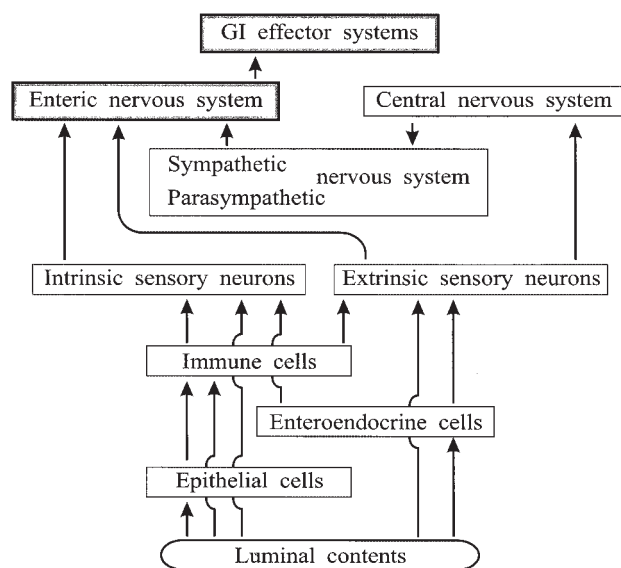 GI effector systems
Enteric nervous system
Central nervous system
Sympathetic
Parasympathetic
nervous system
Intrinsic sensory neurons
Extrinsic sensory neurons
Immune cells
Enteroendocrine cells
Epithelial cells
Luminal contents